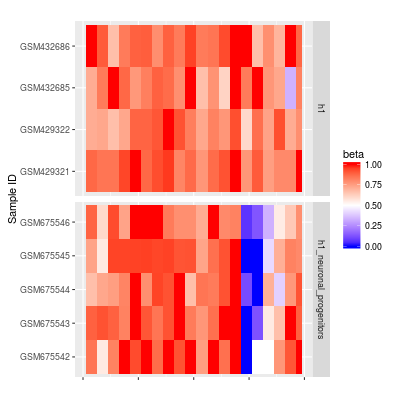 GSM432686
GSM432685
GSM429322
GSM429321
h1
GSM675546
GSM675545
GSM675544
GSM675543
GSM675542
h1_neuronal_progenitors
Sample ID
beta
1.00
0.75
0.50
0.25
0.00